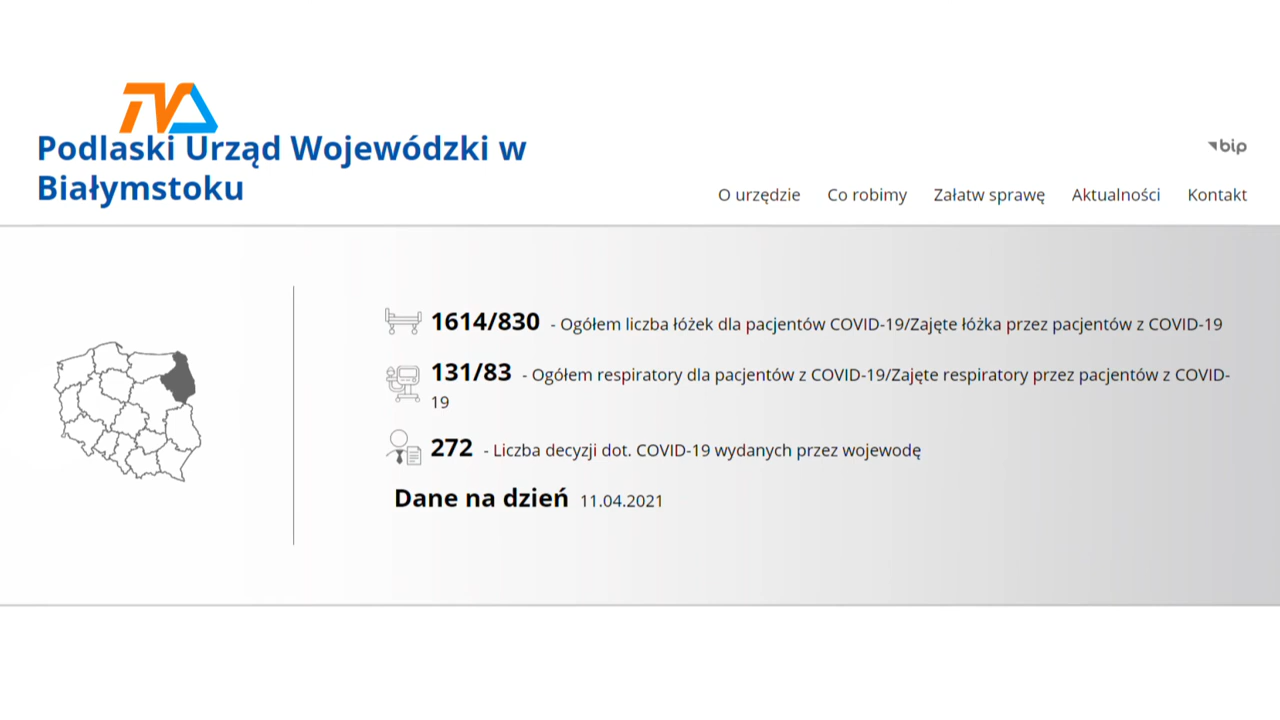 TVA
Podlaski Urząd Wojewódzki w
Białymstoku
bip
O urzędzie Co robimy Załatw sprawę Aktualności Kontakt
1614/830 - Ogółem liczba łóżek dla pacjentów COVID-19/Zajęte łóżka przez pacjentów z COVID-19
131/83 - Ogółem respiratory dla pacjentów z COVID-19/Zajęte respiratory przez pacjentów z COVID-
19
272 - Liczba decyzji dot. COVID-19 wydanych przez wojewodę
Dane na dzień 11.04.2021